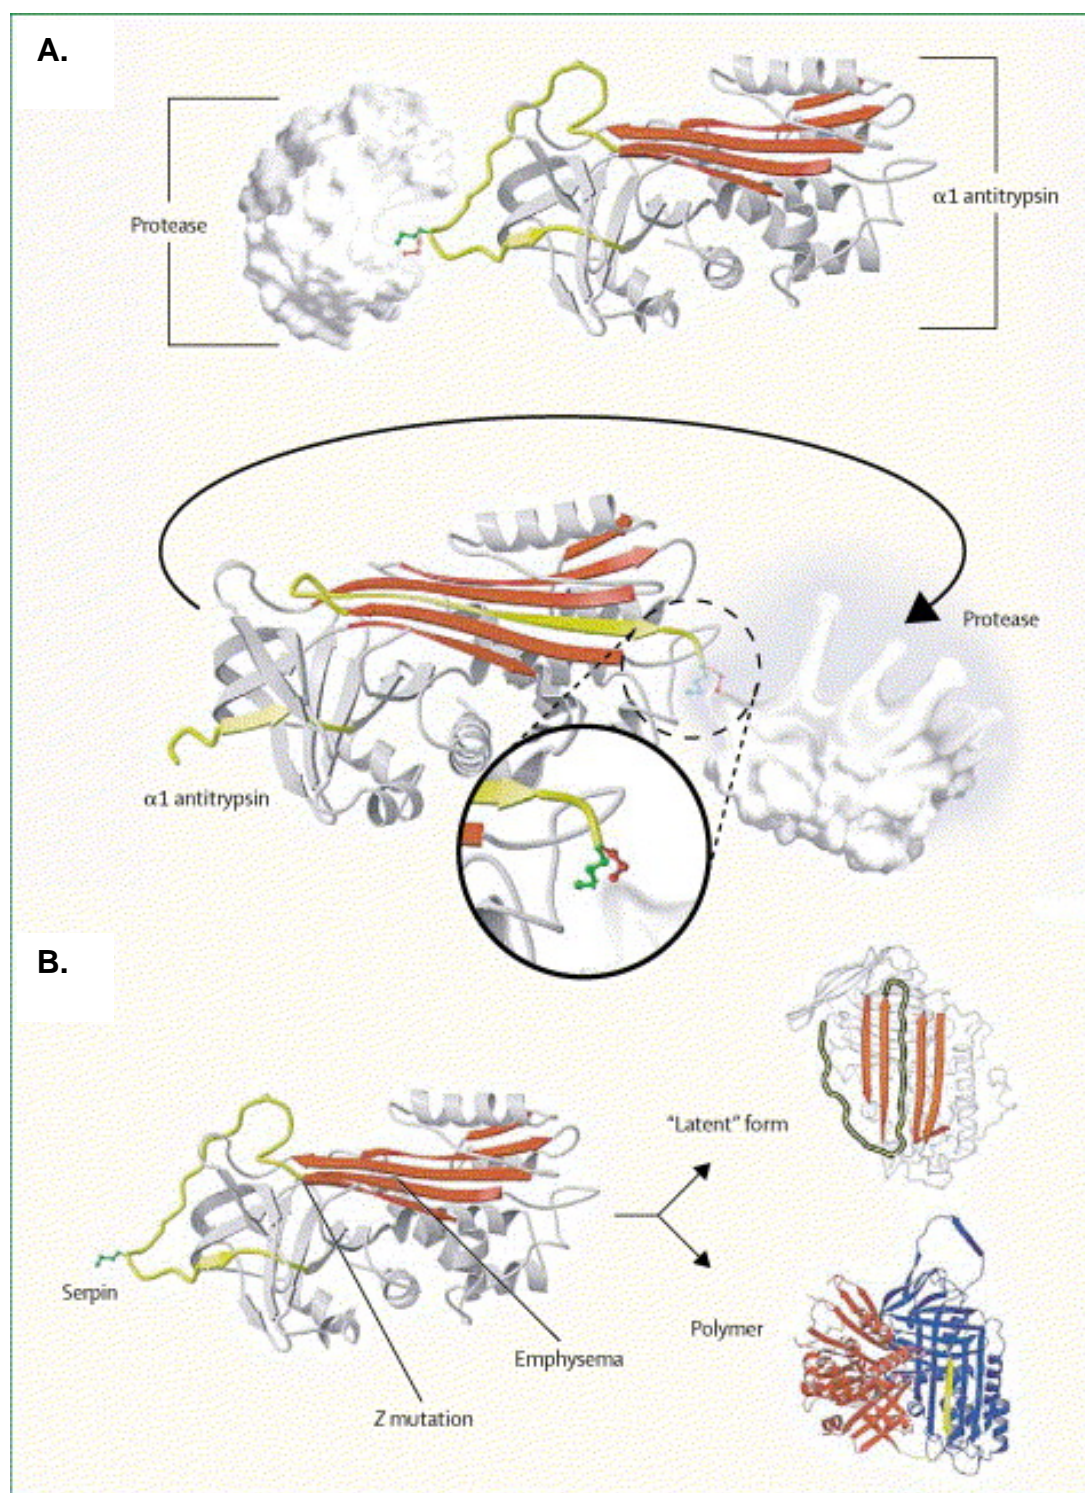 A.
Protease
α1 antitrypsin
Protease
α1 antitrypsin
B.
"Latent" form
Serpin
Polymer
Emphysema
Z mutation